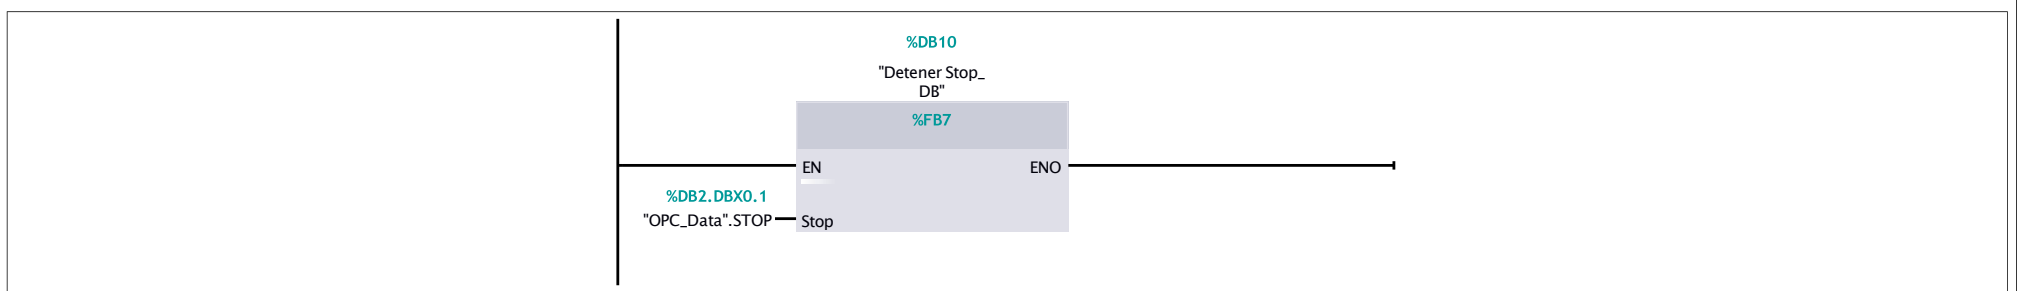 %DB10
"Detener Stop_
DB"
%FB7
EN
ENO
%DB2.DBX0.1
"OPC_Data".STOP
Stop